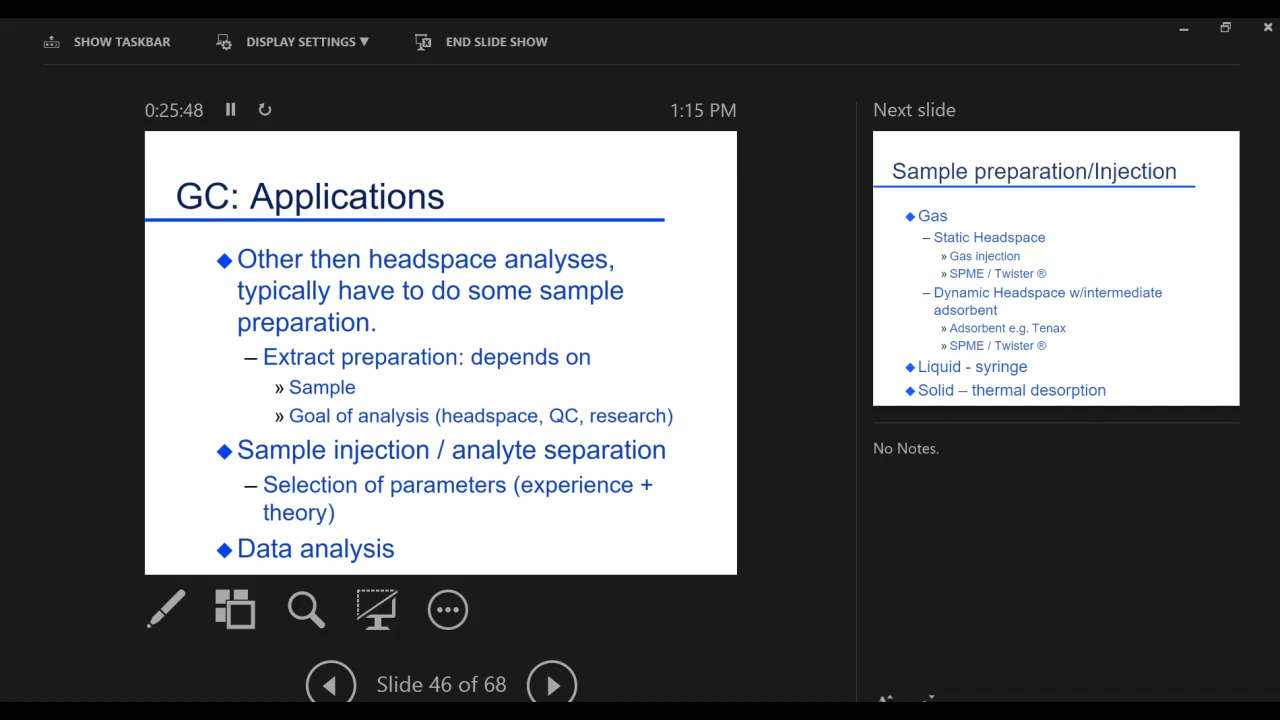 SHOW TASKBAR
DISPLAY SETTINGS ▼
END SLIDE SHOW
0:25:48
1:15 PM
GC: Applications
◆ Other then headspace analyses,
typically have to do some sample
preparation.
– Extract preparation: depends on
» Sample
» Goal of analysis (headspace, QC, research)
◆ Sample injection / analyte separation
– Selection of parameters (experience +
theory)
◆ Data analysis
Slide 46 of 68
Next slide
Sample preparation/Injection
◆ Gas
– Static Headspace
» Gas injection
» SPME / Twister ®
– Dynamic Headspace w/intermediate
adsorbent
» Adsorbent e.g. Tenax
» SPME / Twister ®
◆ Liquid - syringe
◆ Solid – thermal desorption
No Notes.